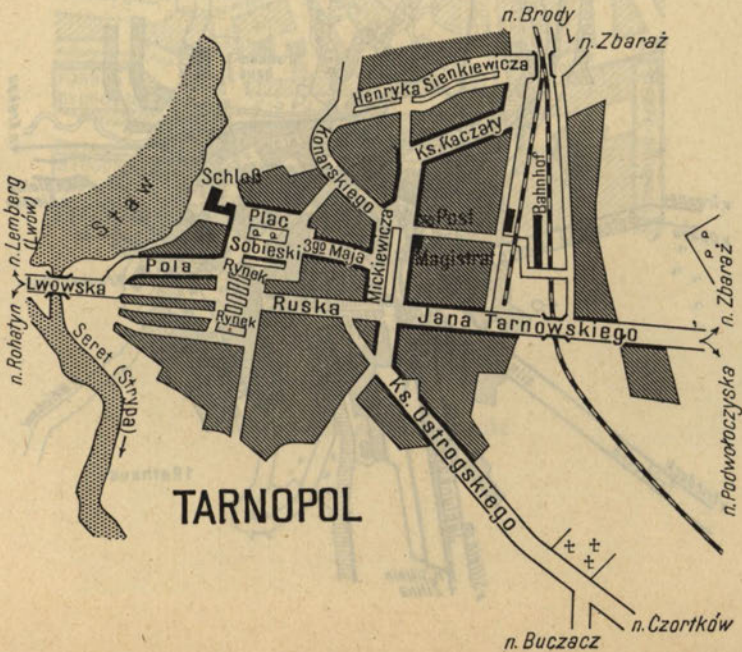 n. Brody
n. Zbaraż
Henryka Sienkiewicza
Ks. Kaczały
Konarskiego
Staw
Schloß
Bahnhof
Plac
Sobieski
Post
3go Maja
Magistrat
Mickiewicza
n. Lemberg
(Lwów)
n. Rohatyn
Lwowska
Pola
Rynek
Rynek
Ruska
Jana Tarnowskiego
n. Zbaraż
n. Podwołoczyska
Seret (Strypa)
Ks. Ostrogskiego
TARNOPOL
n. Czortków
n. Buczacz